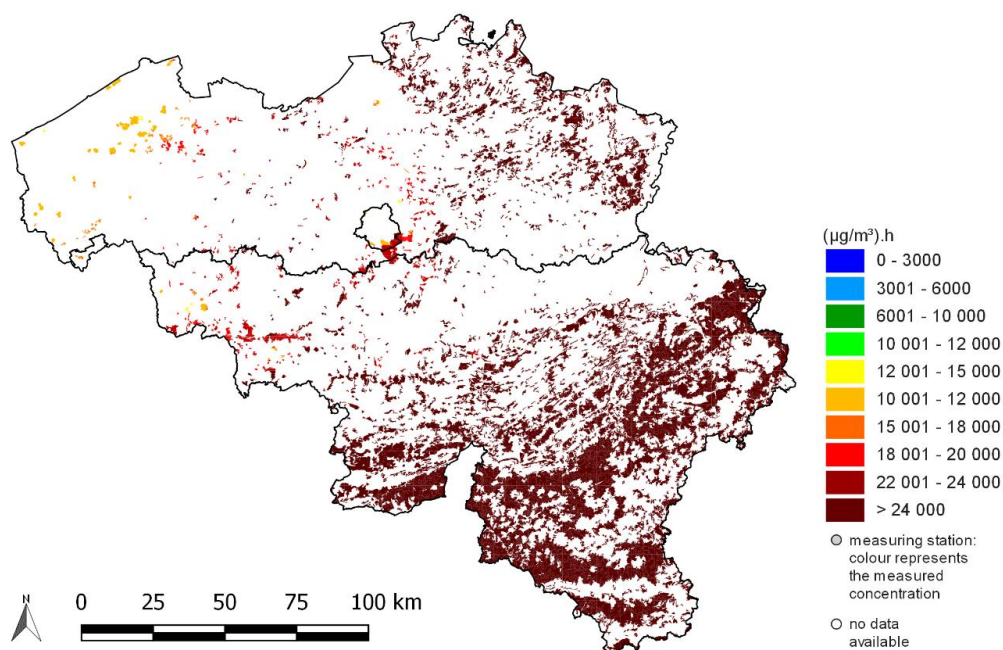 (µg/m³).h
0 - 3000
3001 - 6000
6001 - 10 000
10 001 - 12 000
12 001 - 15 000
10 001 - 12 000
15 001 - 18 000
18 001 - 20 000
22 001 - 24 000
> 24 000
measuring station:
colour represents
the measured
concentration
no data
available
N
0 25 50 75 100 km